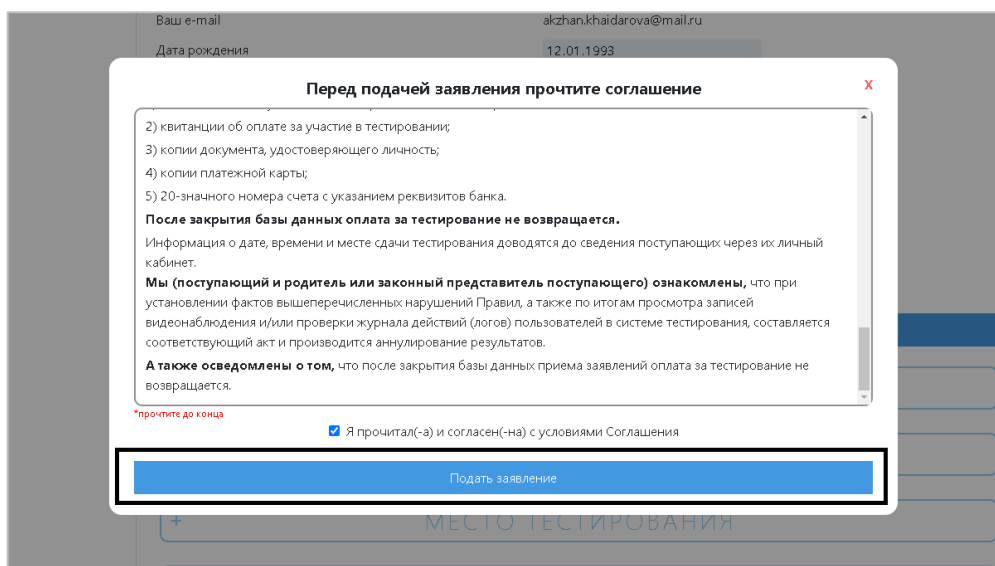 Ваш e-mail akzhan.khaidarova@mail.ru
Дата рождения 12.01.1993
Перед подачей заявления прочтите соглашение X
2) квитанции об оплате за участие в тестировании;
3) копии документа, удостоверяющего личность;
4) копии платежной карты;
5) 20-значного номера счета с указанием реквизитов банка.
После закрытия базы данных оплата за тестирование не возвращается.
Информация о дате, времени и месте сдачи тестирования доводятся до сведения поступающих через их личный
кабинет.
Мы (поступающий и родитель или законный представитель поступающего) ознакомлены, что при
установлении фактов вышеперечисленных нарушений Правил, а также по итогам просмотра записей
видеонаблюдения и/или проверки журнала действий (логов) пользователей в системе тестирования, составляется
соответствующий акт и производится аннулирование результатов.
А также осведомлены о том, что после закрытия базы данных приема заявлений оплата за тестирование не
возвращается.
*прочтите до конца
Я прочитал(-а) и согласен(-на) с условиями Соглашения
Подать заявление
+ МЕСТО ТЕСТИРОВАНИЯ